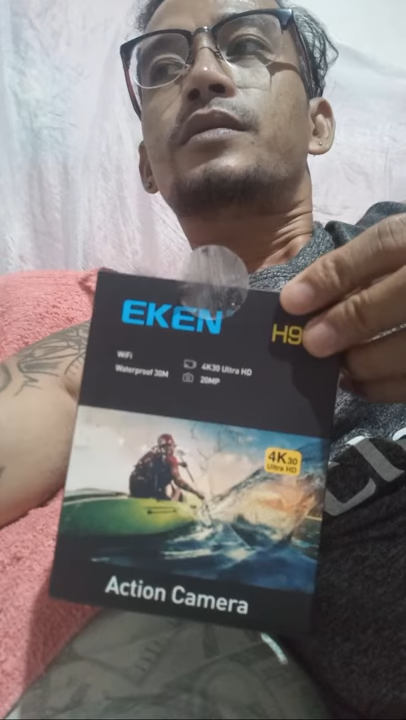 EKEN
H9
WiFi
Waterproof 30M
4K30 Ultra HD
20MP
4K30
Ultra HD
Action Camera